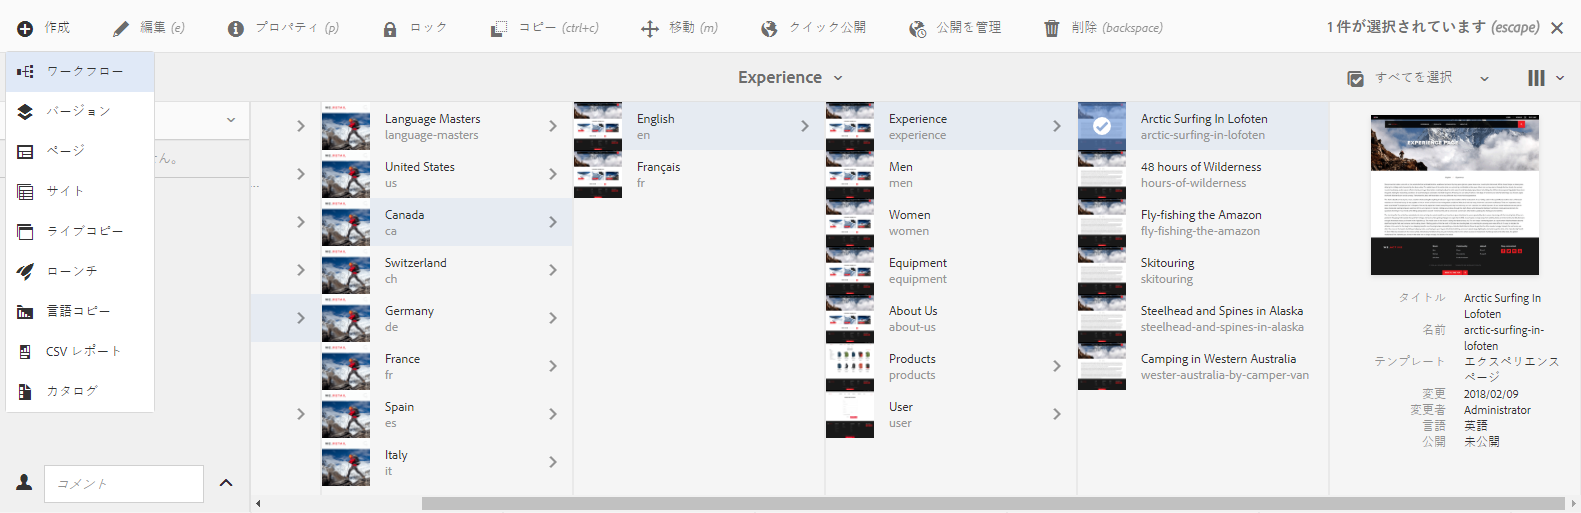 作成
編集 (e)
プロパティ (p)
ロック
コピー (ctrl+c)
移動 (m)
クイック公開
公開を管理
削除 (backspace)
1 件が選択されています (escape)
Experience
すべてを選択
ワークフロー
バージョン
ページ
サイト
ライブコピー
ローンチ
言語コピー
CSV レポート
カタログ
せん。
...
コメント
Language Masters
language-masters
United States
us
Canada
ca
Switzerland
ch
Germany
de
France
fr
Spain
es
Italy
it
English
en
Français
fr
Experience
experience
Men
men
Women
women
Equipment
equipment
About Us
about-us
Products
products
User
user
Arctic Surfing In Lofoten
arctic-surfing-in-lofoten
48 hours of Wilderness
hours-of-wilderness
Fly-fishing the Amazon
fly-fishing-the-amazon
Skitouring
skitouring
Steelhead and Spines in Alaska
steelhead-and-spines-in-alaska
Camping in Western Australia
wester-australia-by-camper-van
EXPERIENCE PAGE
タイトル Arctic Surfing In
Lofoten
名前 arctic-surfing-in-
lofoten
テンプレート エクスペリエンス
ページ
変更 2018/02/09
変更者 Administrator
言語 英語
公開 未公開